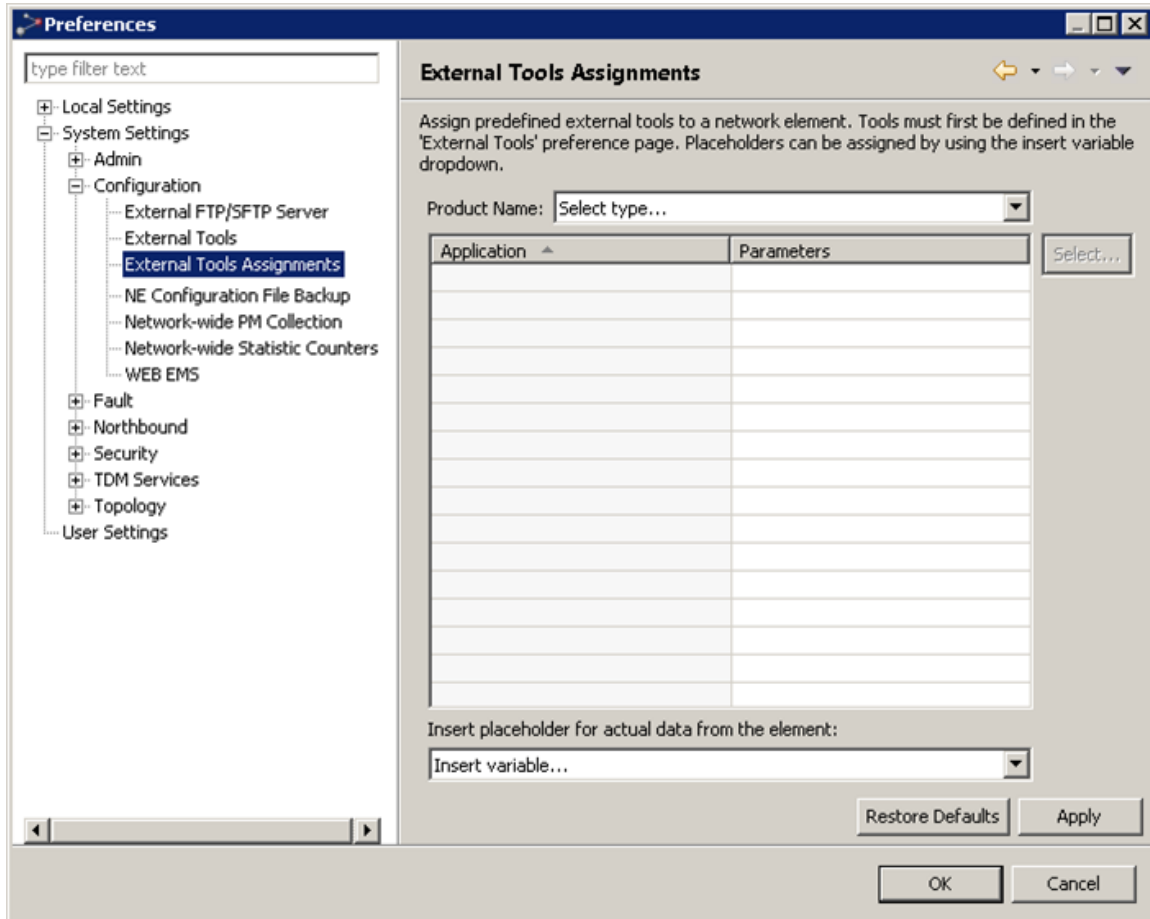 Preferences
type filter text
Local Settings
System Settings
Admin
Configuration
External FTP/SFTP Server
External Tools
External Tools Assignments
NE Configuration File Backup
Network-wide PM Collection
Network-wide Statistic Counters
WEB EMS
Fault
Northbound
Security
TDM Services
Topology
User Settings
External Tools Assignments
Assign predefined external tools to a network element. Tools must first be defined in the
'External Tools' preference page. Placeholders can be assigned by using the insert variable
dropdown.
Product Name: Select type...
Application Parameters
Select...
Insert placeholder for actual data from the element:
Insert variable...
Restore Defaults Apply
OK Cancel